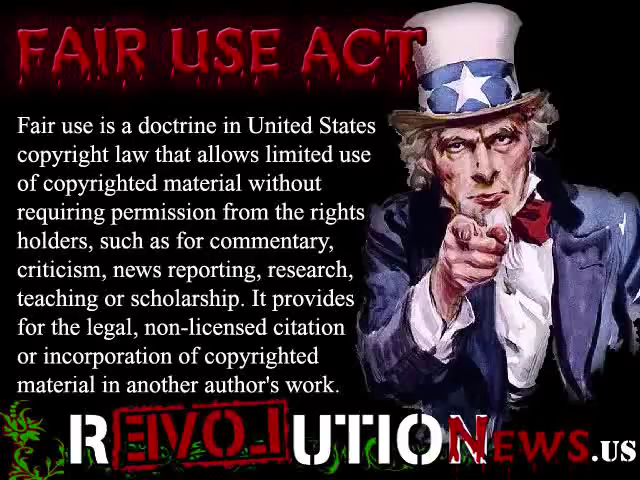 FAIR USE ACT
Fair use is a doctrine in United States
copyright law that allows limited use
of copyrighted material without
requiring permission from the rights
holders, such as for commentary,
criticism, news reporting, research,
teaching or scholarship. It provides
for the legal, non-licensed citation
or incorporation of copyrighted
material in another author's work.
REVOLUTIONNEWS.US